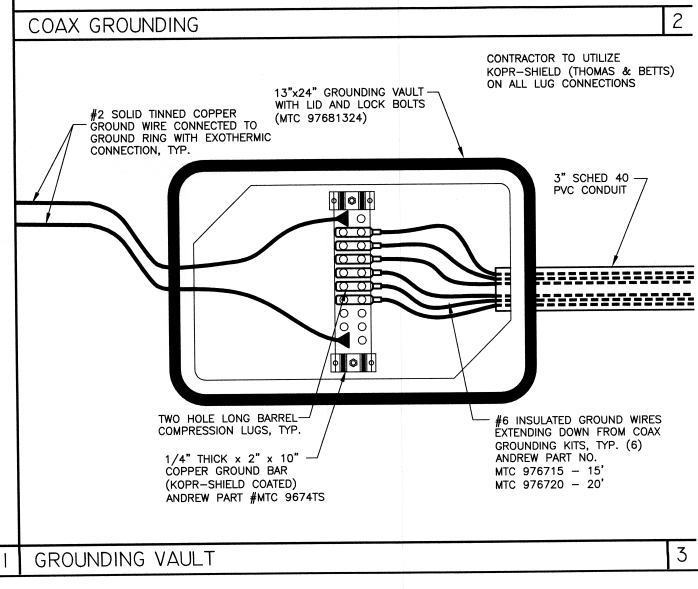 COAX GROUNDING
2
CONTRACTOR TO UTILIZE
KOPR-SHIELD (THOMAS & BETTS)
ON ALL LUG CONNECTIONS
13"x24" GROUNDING VAULT
WITH LID AND LOCK BOLTS
(MTC 97681324)
#2 SOLID TINNED COPPER
GROUND WIRE CONNECTED TO
GROUND RING WITH EXOTHERMIC
CONNECTION, TYP.
3" SCHED 40
PVC CONDUIT
TWO HOLE LONG BARREL
COMPRESSION LUGS, TYP.
1/4" THICK x 2" x 10"
COPPER GROUND BAR
(KOPR-SHIELD COATED)
ANDREW PART #MTC 9674TS
#6 INSULATED GROUND WIRES
EXTENDING DOWN FROM COAX
GROUNDING KITS, TYP. (6)
ANDREW PART NO.
MTC 976715 - 15'
MTC 976720 - 20'
1
GROUNDING VAULT
3